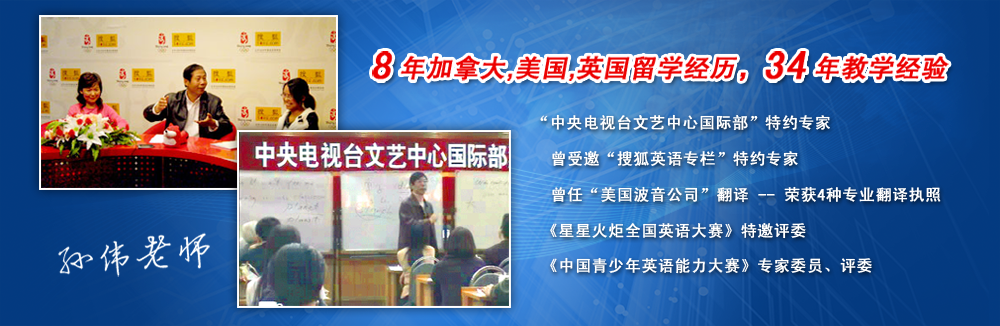 8年加拿大,美国,英国留学经历，34年教学经验
“中央电视台文艺中心国际部”特约专家
曾受邀“搜狐英语专栏”特约专家
曾任“美国波音公司”翻译 -- 荣获4种专业翻译执照
《星星火炬全国英语大赛》特邀评委
《中国青少年英语能力大赛》专家委员、评委
搜狐
中央电视台文艺中心国际部
孙伟老师